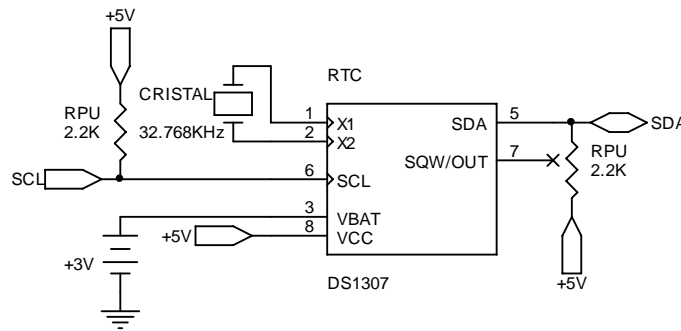 +5V
RTC
CRISTAL
RPU
2.2K
32.768KHz
1
X1
2
X2
SDA
5
SDA
SQW/OUT
7
RPU
2.2K
SCL
6
SCL
3
VBAT
8
VCC
+5V
+3V
DS1307
+5V